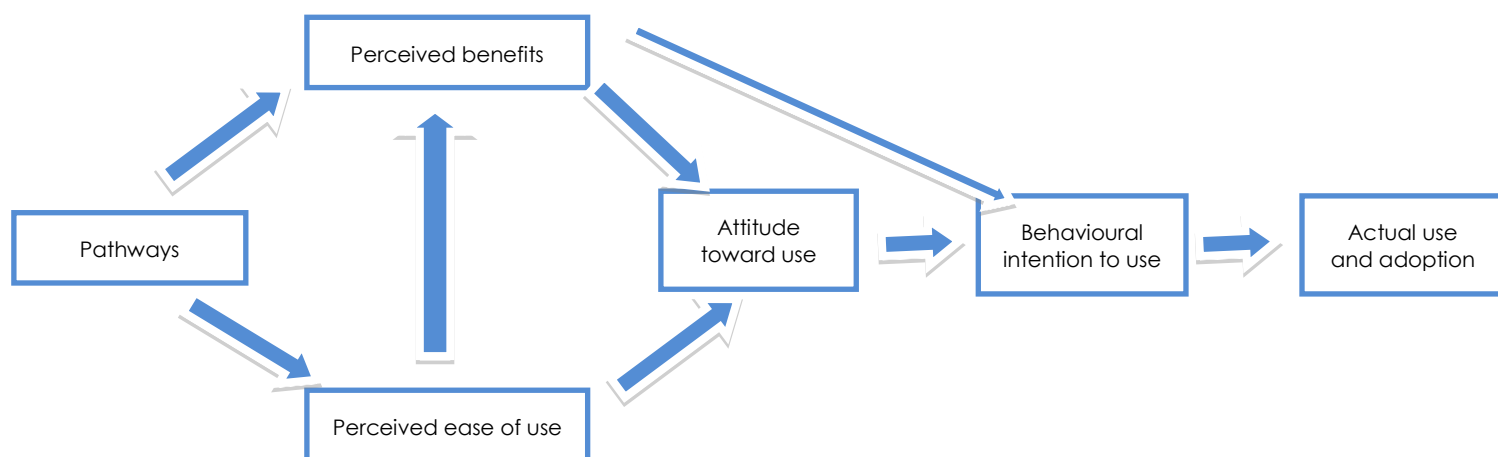 Perceived benefits
Pathways
Attitude
toward use
Behavioural
intention to use
Actual use
and adoption
Perceived ease of use